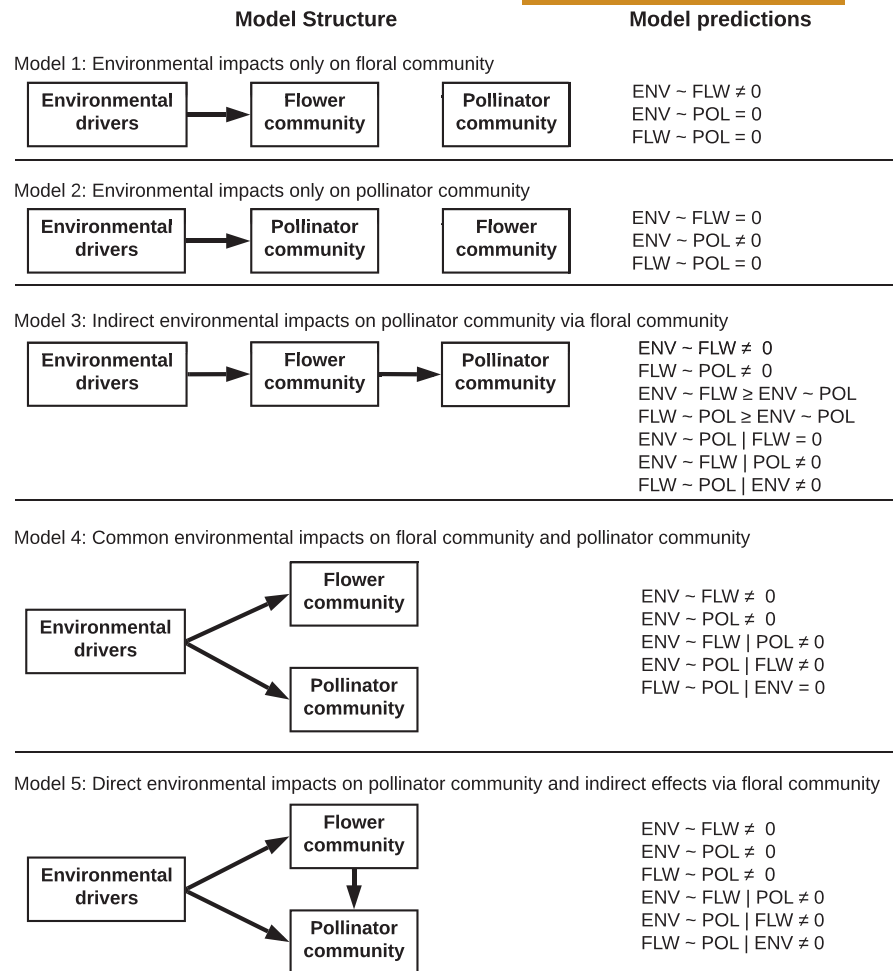 Model Structure
Model predictions
Model 1: Environmental impacts only on floral community
Environmental
drivers
Flower
community
Pollinator
community
ENV ~ FLW ≠ 0
ENV ~ POL = 0
FLW ~ POL = 0
Model 2: Environmental impacts only on pollinator community
Environmental
drivers
Pollinator
community
Flower
community
ENV ~ FLW = 0
ENV ~ POL ≠ 0
FLW ~ POL = 0
Model 3: Indirect environmental impacts on pollinator community via floral community
Environmental
drivers
Flower
community
Pollinator
community
ENV ~ FLW ≠ 0
FLW ~ POL ≠ 0
ENV ~ FLW ≥ ENV ~ POL
FLW ~ POL ≥ ENV ~ POL
ENV ~ POL | FLW = 0
ENV ~ FLW | POL ≠ 0
FLW ~ POL | ENV ≠ 0
Model 4: Common environmental impacts on floral community and pollinator community
Environmental
drivers
Flower
community
Pollinator
community
ENV ~ FLW ≠ 0
ENV ~ POL ≠ 0
ENV ~ FLW | POL ≠ 0
ENV ~ POL | FLW ≠ 0
FLW ~ POL | ENV = 0
Model 5: Direct environmental impacts on pollinator community and indirect effects via floral community
Environmental
drivers
Flower
community
Pollinator
community
ENV ~ FLW ≠ 0
ENV ~ POL ≠ 0
FLW ~ POL ≠ 0
ENV ~ FLW | POL ≠ 0
ENV ~ POL | FLW ≠ 0
FLW ~ POL | ENV ≠ 0